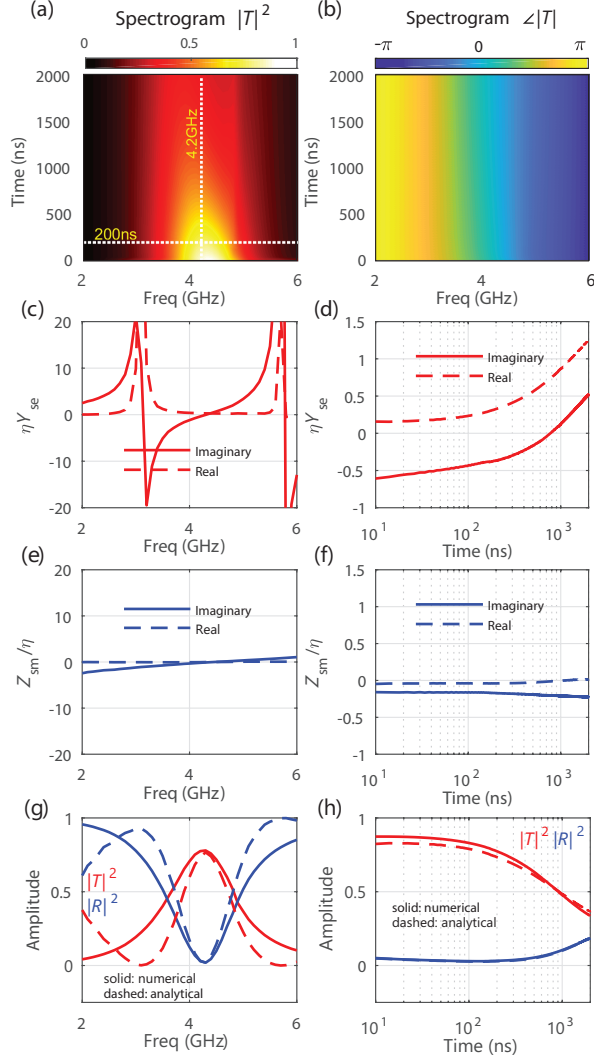 (a) Spectrogram |T|²
0 0.5 1
2000
1500
1000
500
0
Time (ns)
4.2GHz
200ns
2 4 6
Freq (GHz)
(b) Spectrogram ∠|T|
-π 0 π
2000
1500
1000
500
0
Time (ns)
2 4 6
Freq (GHz)
(c)
20
10
0
-10
-20
ηY_se
Imaginary
Real
2 4 6
Freq (GHz)
(d)
1.5
1
0.5
0
-0.5
-1
ηY_se
Imaginary
Real
10¹ 10² 10³
Time (ns)
(e)
20
10
0
-10
-20
Z_sm/η
Imaginary
Real
2 4 6
Freq (GHz)
(f)
1.5
1
0.5
0
-0.5
-1
Z_sm/η
Imaginary
Real
10¹ 10² 10³
Time (ns)
(g)
1
0.5
0
Amplitude
|T|²
|R|²
solid: numerical
dashed: analytical
2 4 6
Freq (GHz)
(h)
1
0.5
0
Amplitude
|T|² |R|²
solid: numerical
dashed: analytical
10¹ 10² 10³
Time (ns)